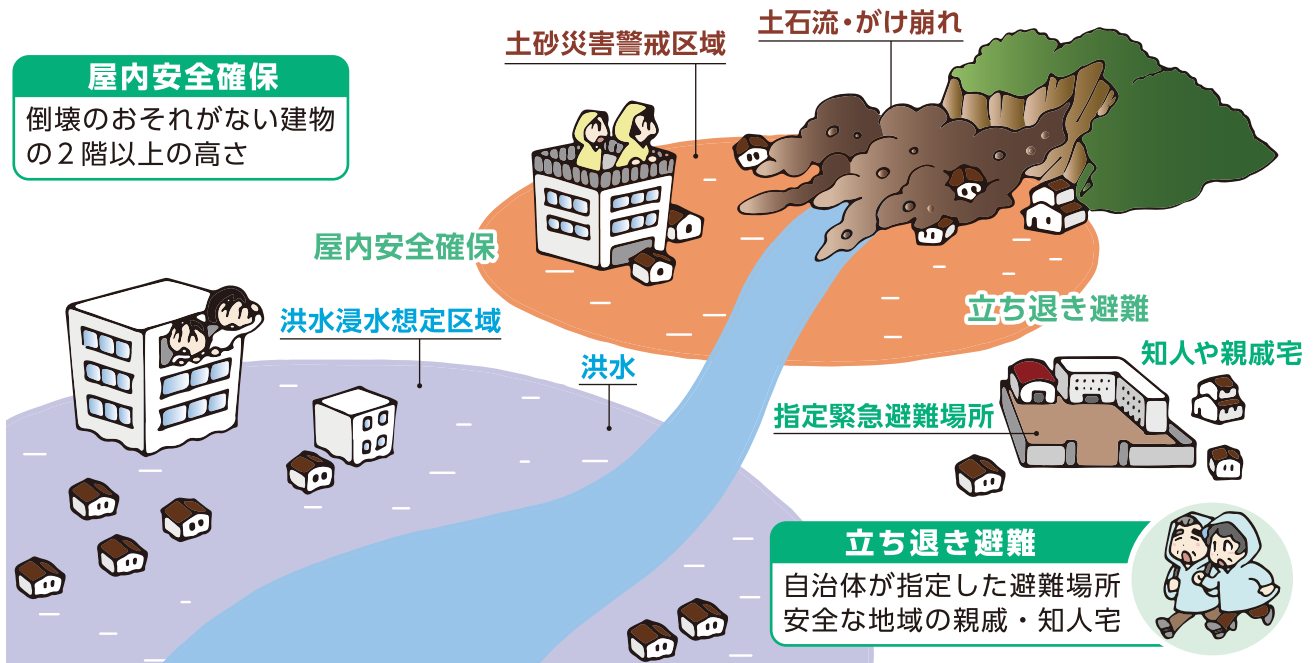 土砂災害警戒区域
土石流・がけ崩れ
屋内安全確保
倒壊のおそれがない建物
の２階以上の高さ
屋内安全確保
洪水浸水想定区域
洪水
立ち退き避難
知人や親戚宅
指定緊急避難場所
立ち退き避難
自治体が指定した避難場所
安全な地域の親戚・知人宅